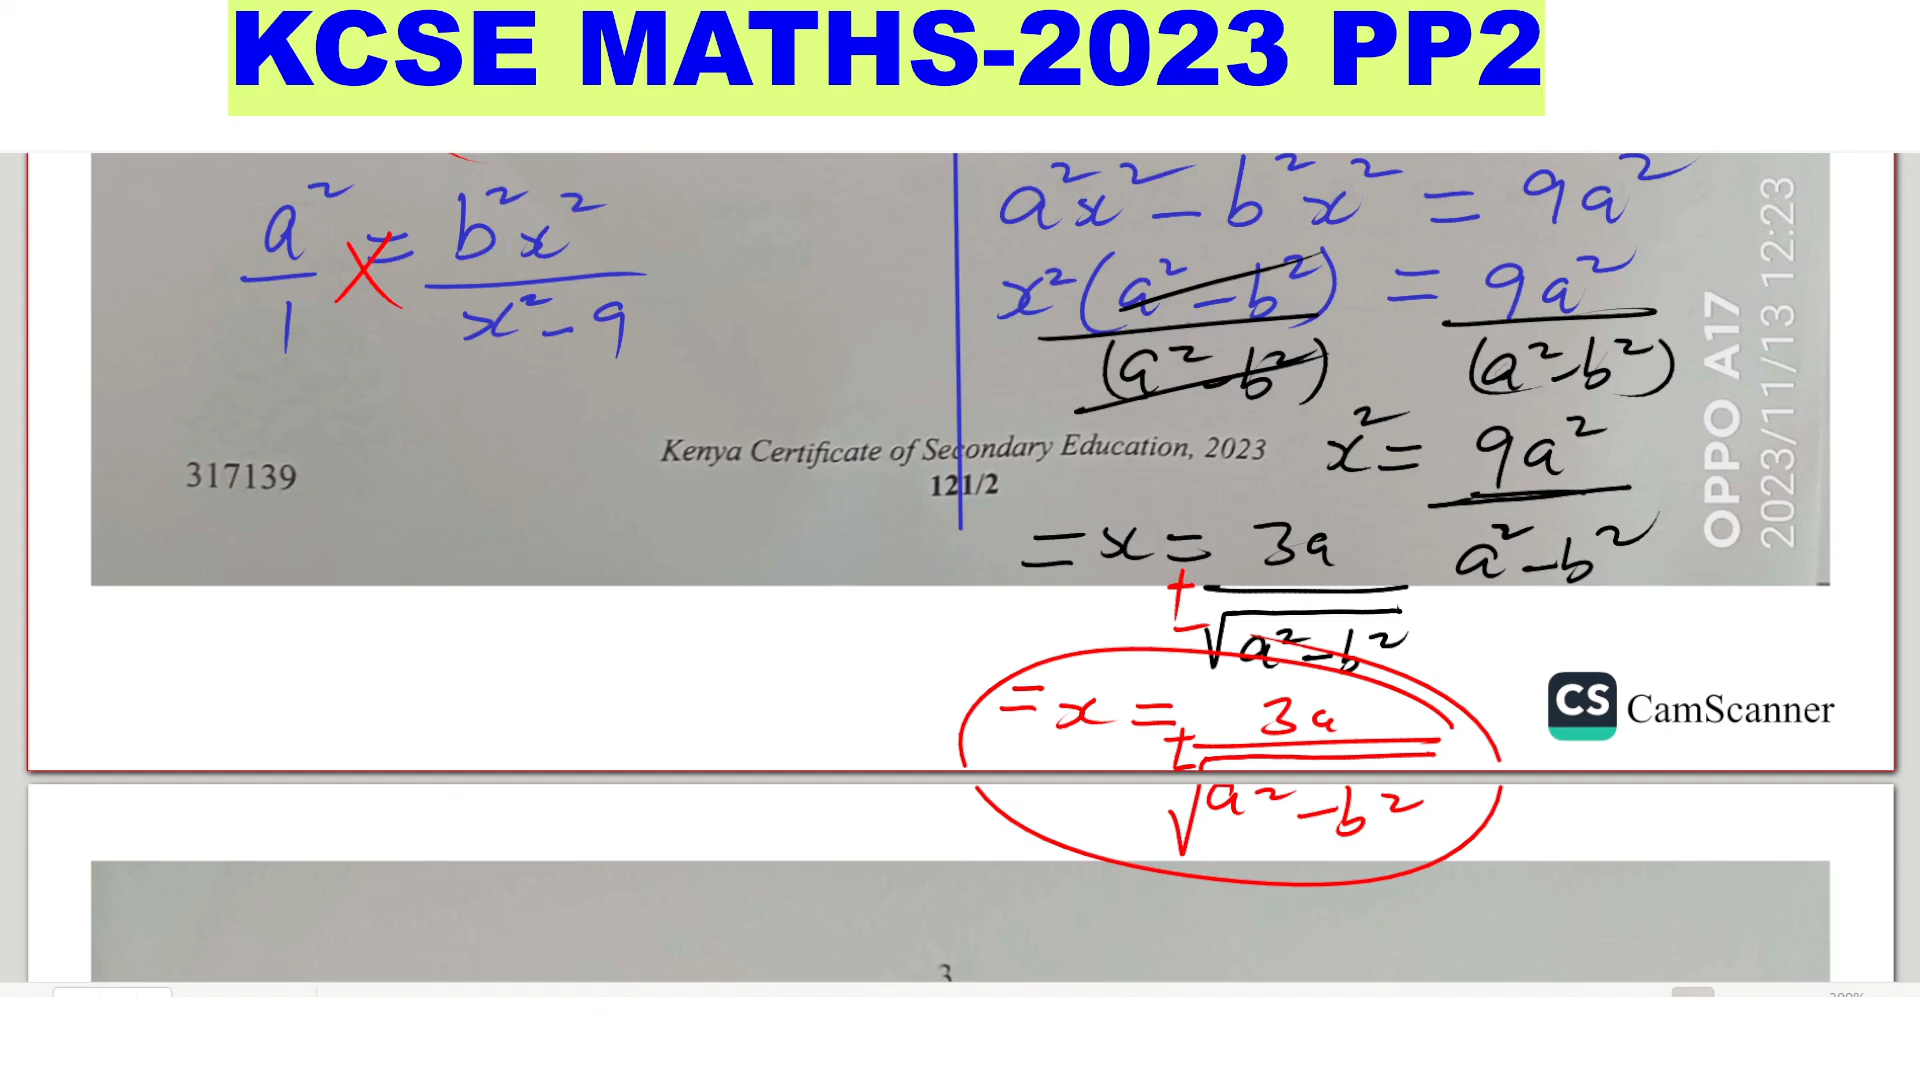 KCSE MATHS-2023 PP2
a² = b²x²
1 x² - 9
317139
a²x² - b²x² = 9a²
x²(a² - b²) = 9a²
(a² - b²) (a² - b²)
x² = 9a²
a² - b²
= x = ± 3a
√a² - b²
= x = ± 3a
√a² - b²
Kenya Certificate of Secondary Education, 2023
121/2
OPPO A17
2023/11/13 12:23
CS CamScanner
3